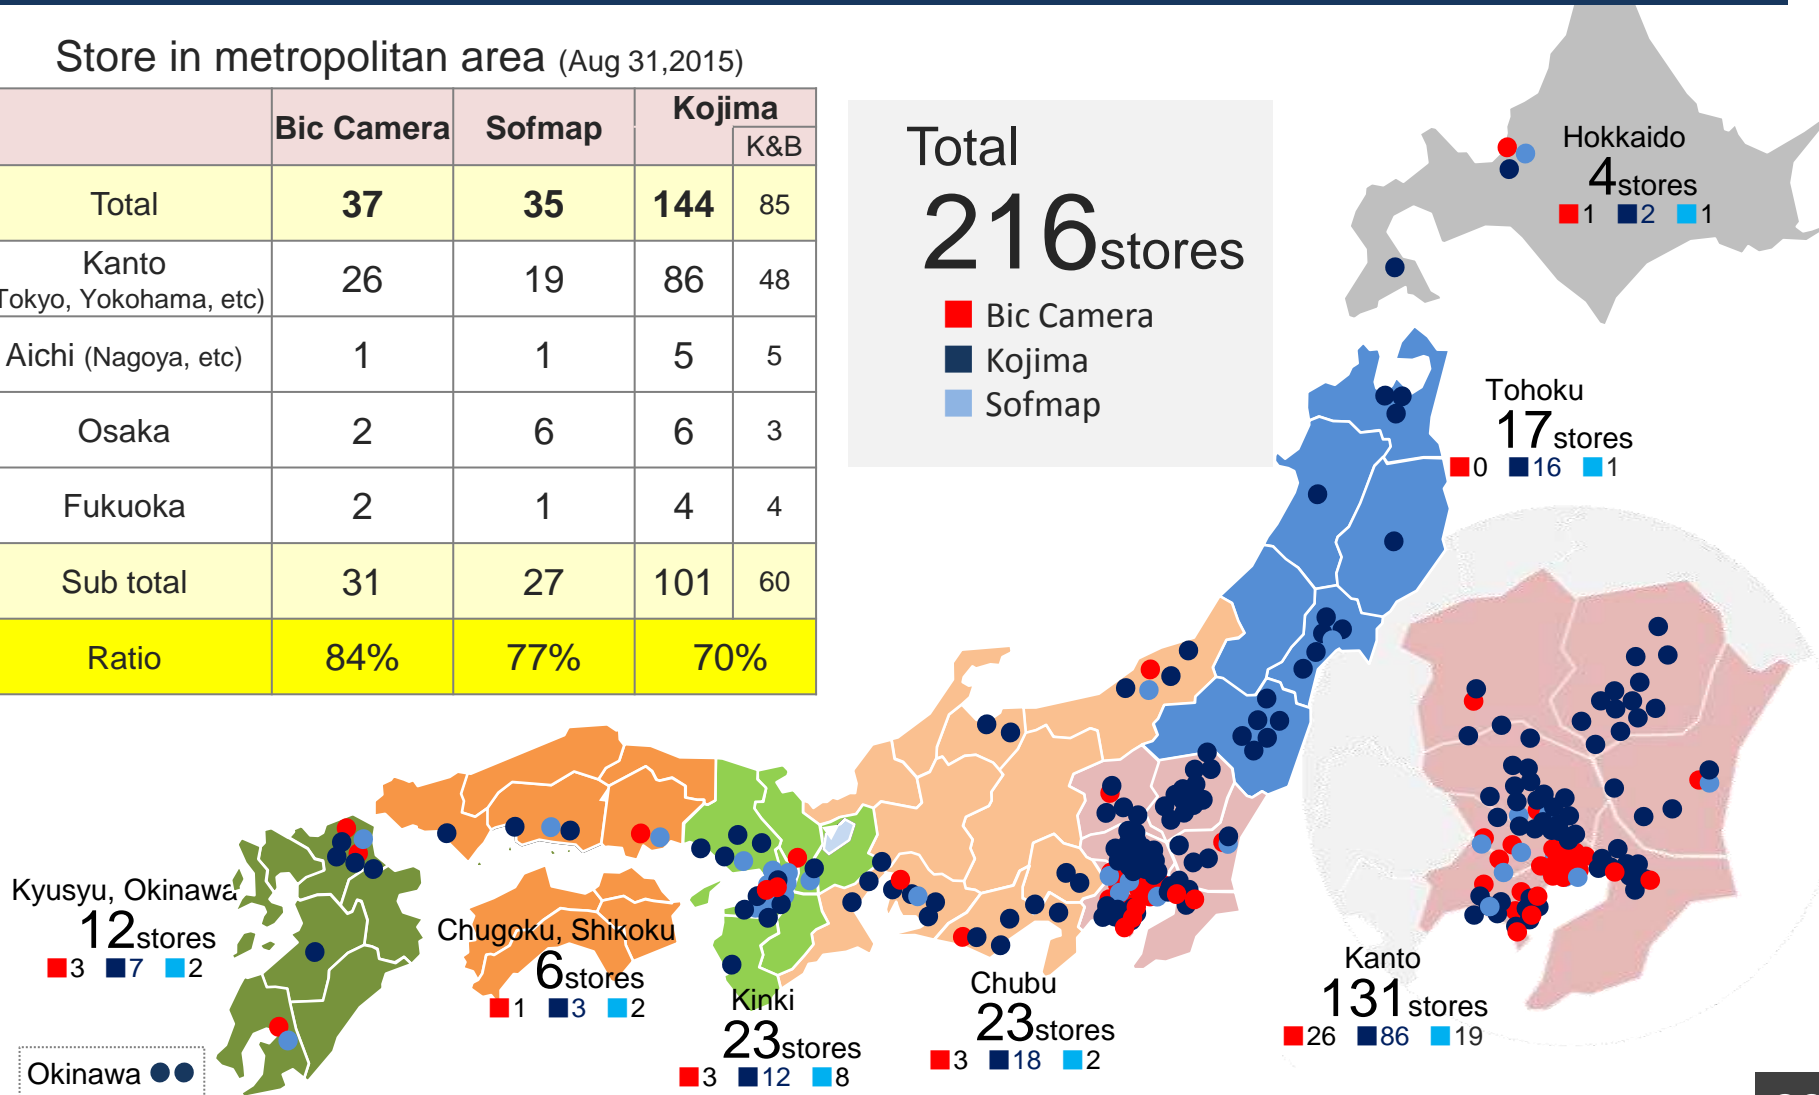 Store in metropolitan area (Aug 31,2015)
Bic Camera Sofmap Kojima
K&B
Total 37 35 144 85
Kanto 26 19 86 48
Tokyo, Yokohama, etc)
Aichi (Nagoya, etc) 1 1 5 5
Osaka 2 6 6 3
Fukuoka 2 1 4 4
Sub total 31 27 101 60
Ratio 84% 77% 70%
Total
216stores
Bic Camera
Kojima
Sofmap
Hokkaido
4stores
1 2 1
Tohoku
17stores
0 16 1
Kanto
131stores
26 86 19
Chubu
23stores
3 18 2
Kinki
23stores
3 12 8
Chugoku, Shikoku
6stores
1 3 2
Kyusyu, Okinawa
12stores
3 7 2
Okinawa